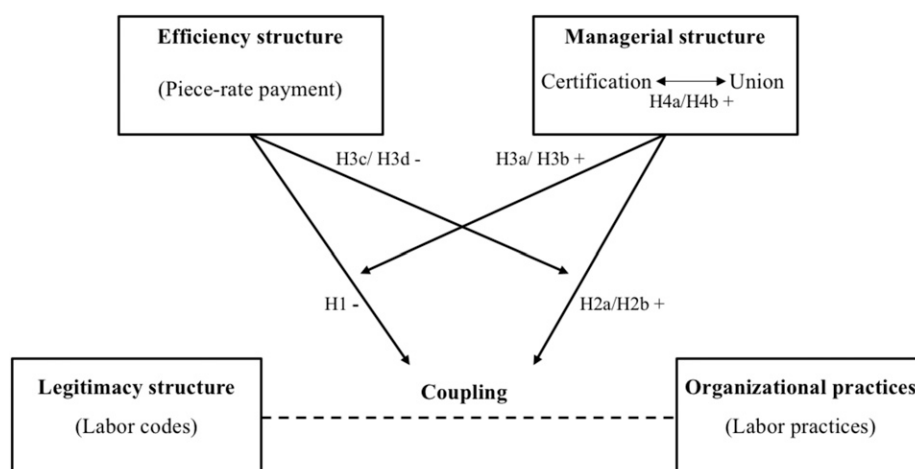 Efficiency structure
(Piece-rate payment)
Managerial structure
Certification Union
H4a/H4b +
H3c/ H3d -
H3a/ H3b +
H1 -
H2a/H2b +
Legitimacy structure
(Labor codes)
Coupling
Organizational practices
(Labor practices)